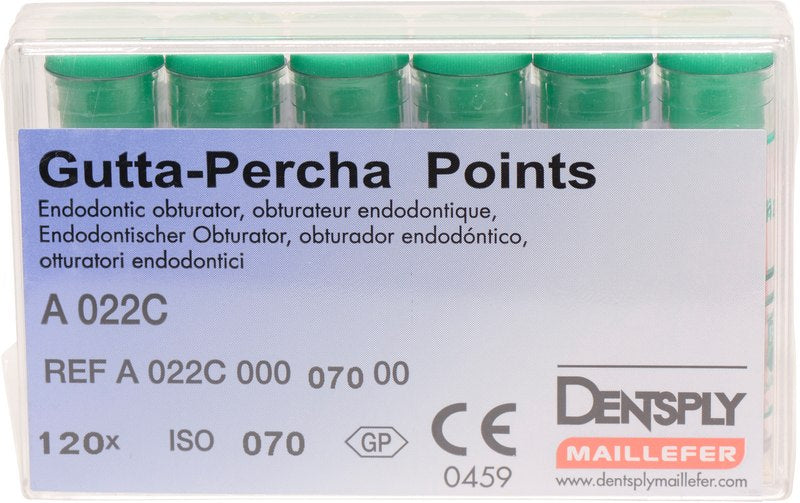 Gutta-Percha Points
Endodontic obturator, obturateur endodontique,
Endodontischer Obturator, obturador endodóntico,
otturatori endodontici
A 022C
REF A 022C 000 070 00
120x ISO 070 GP CE
0459
DENTSPLY
MAILLEFER
www.dentsplymaillefer.com